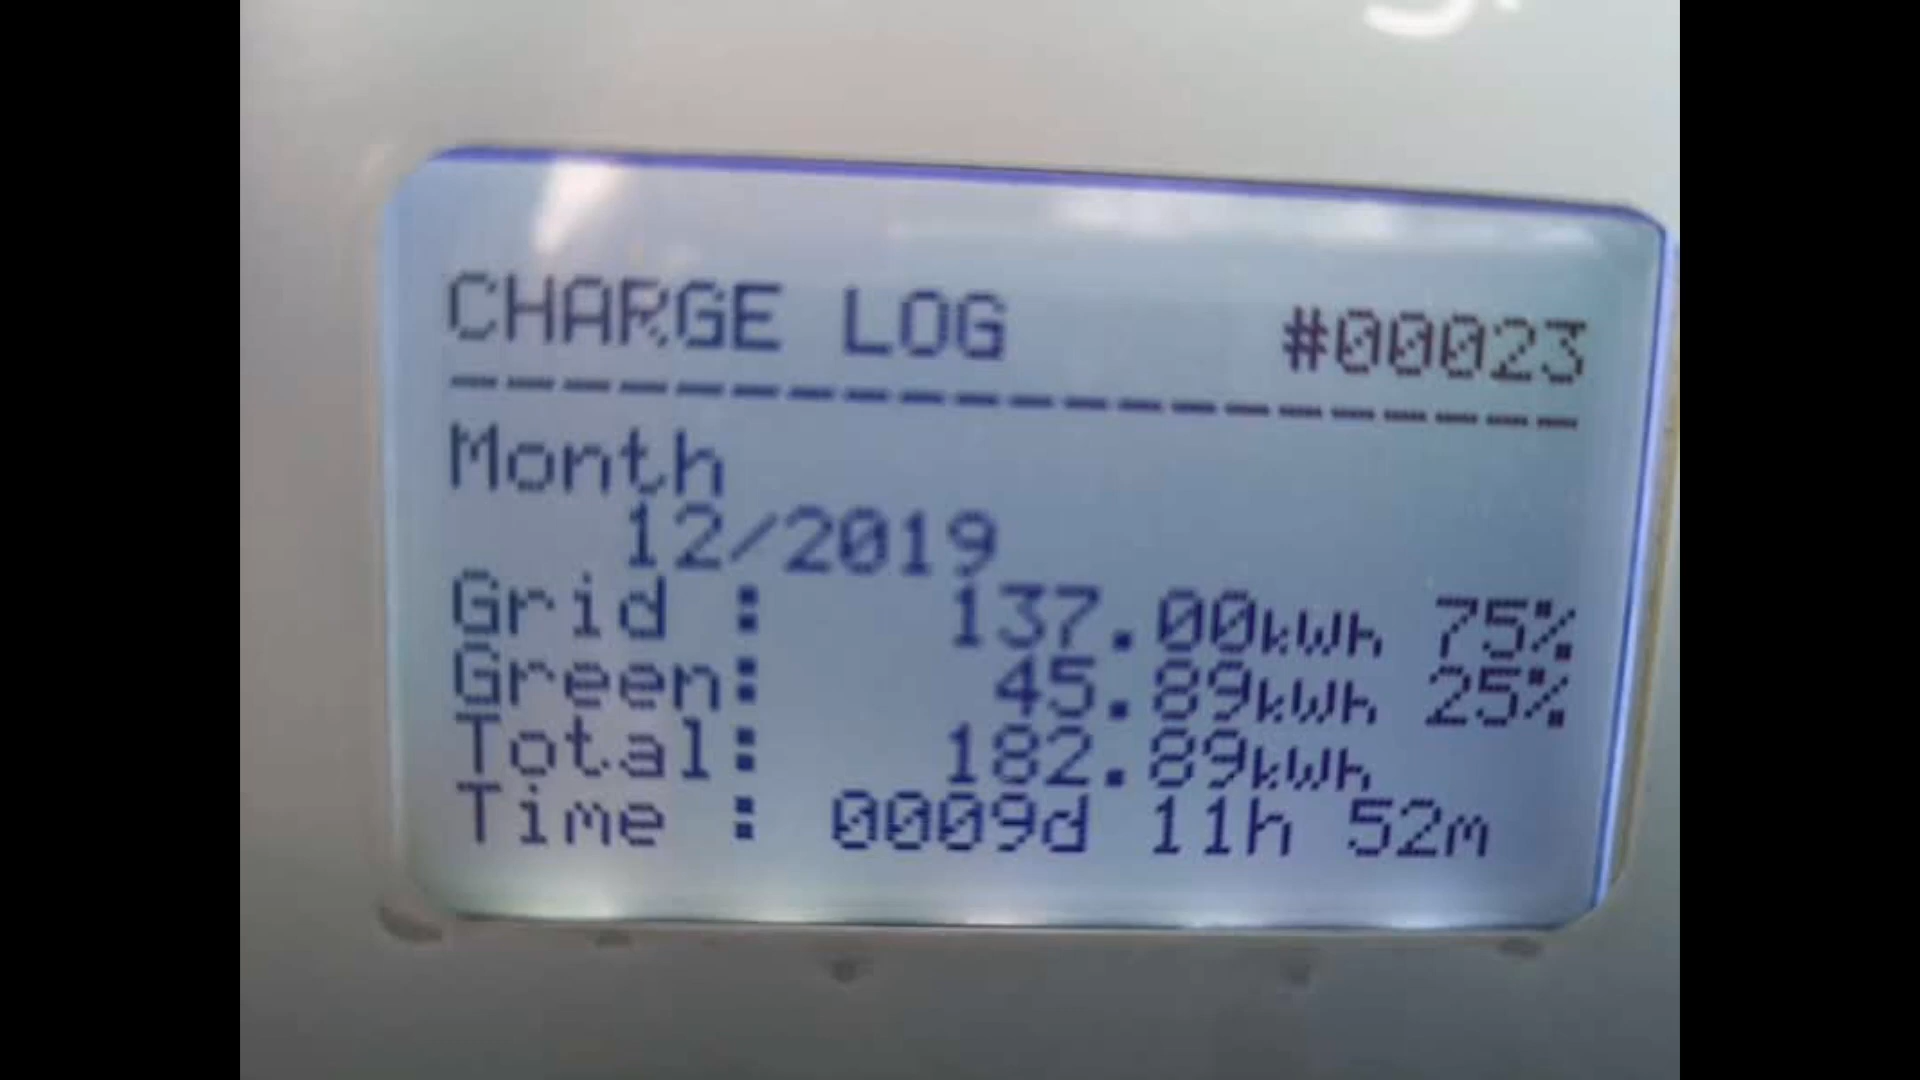 CHARGE LOG #00023
--------------------
Month
12/2019
Grid : 137.00kWh 75%
Green: 45.89kWh 25%
Total: 182.89kWh
Time : 0009d 11h 52m